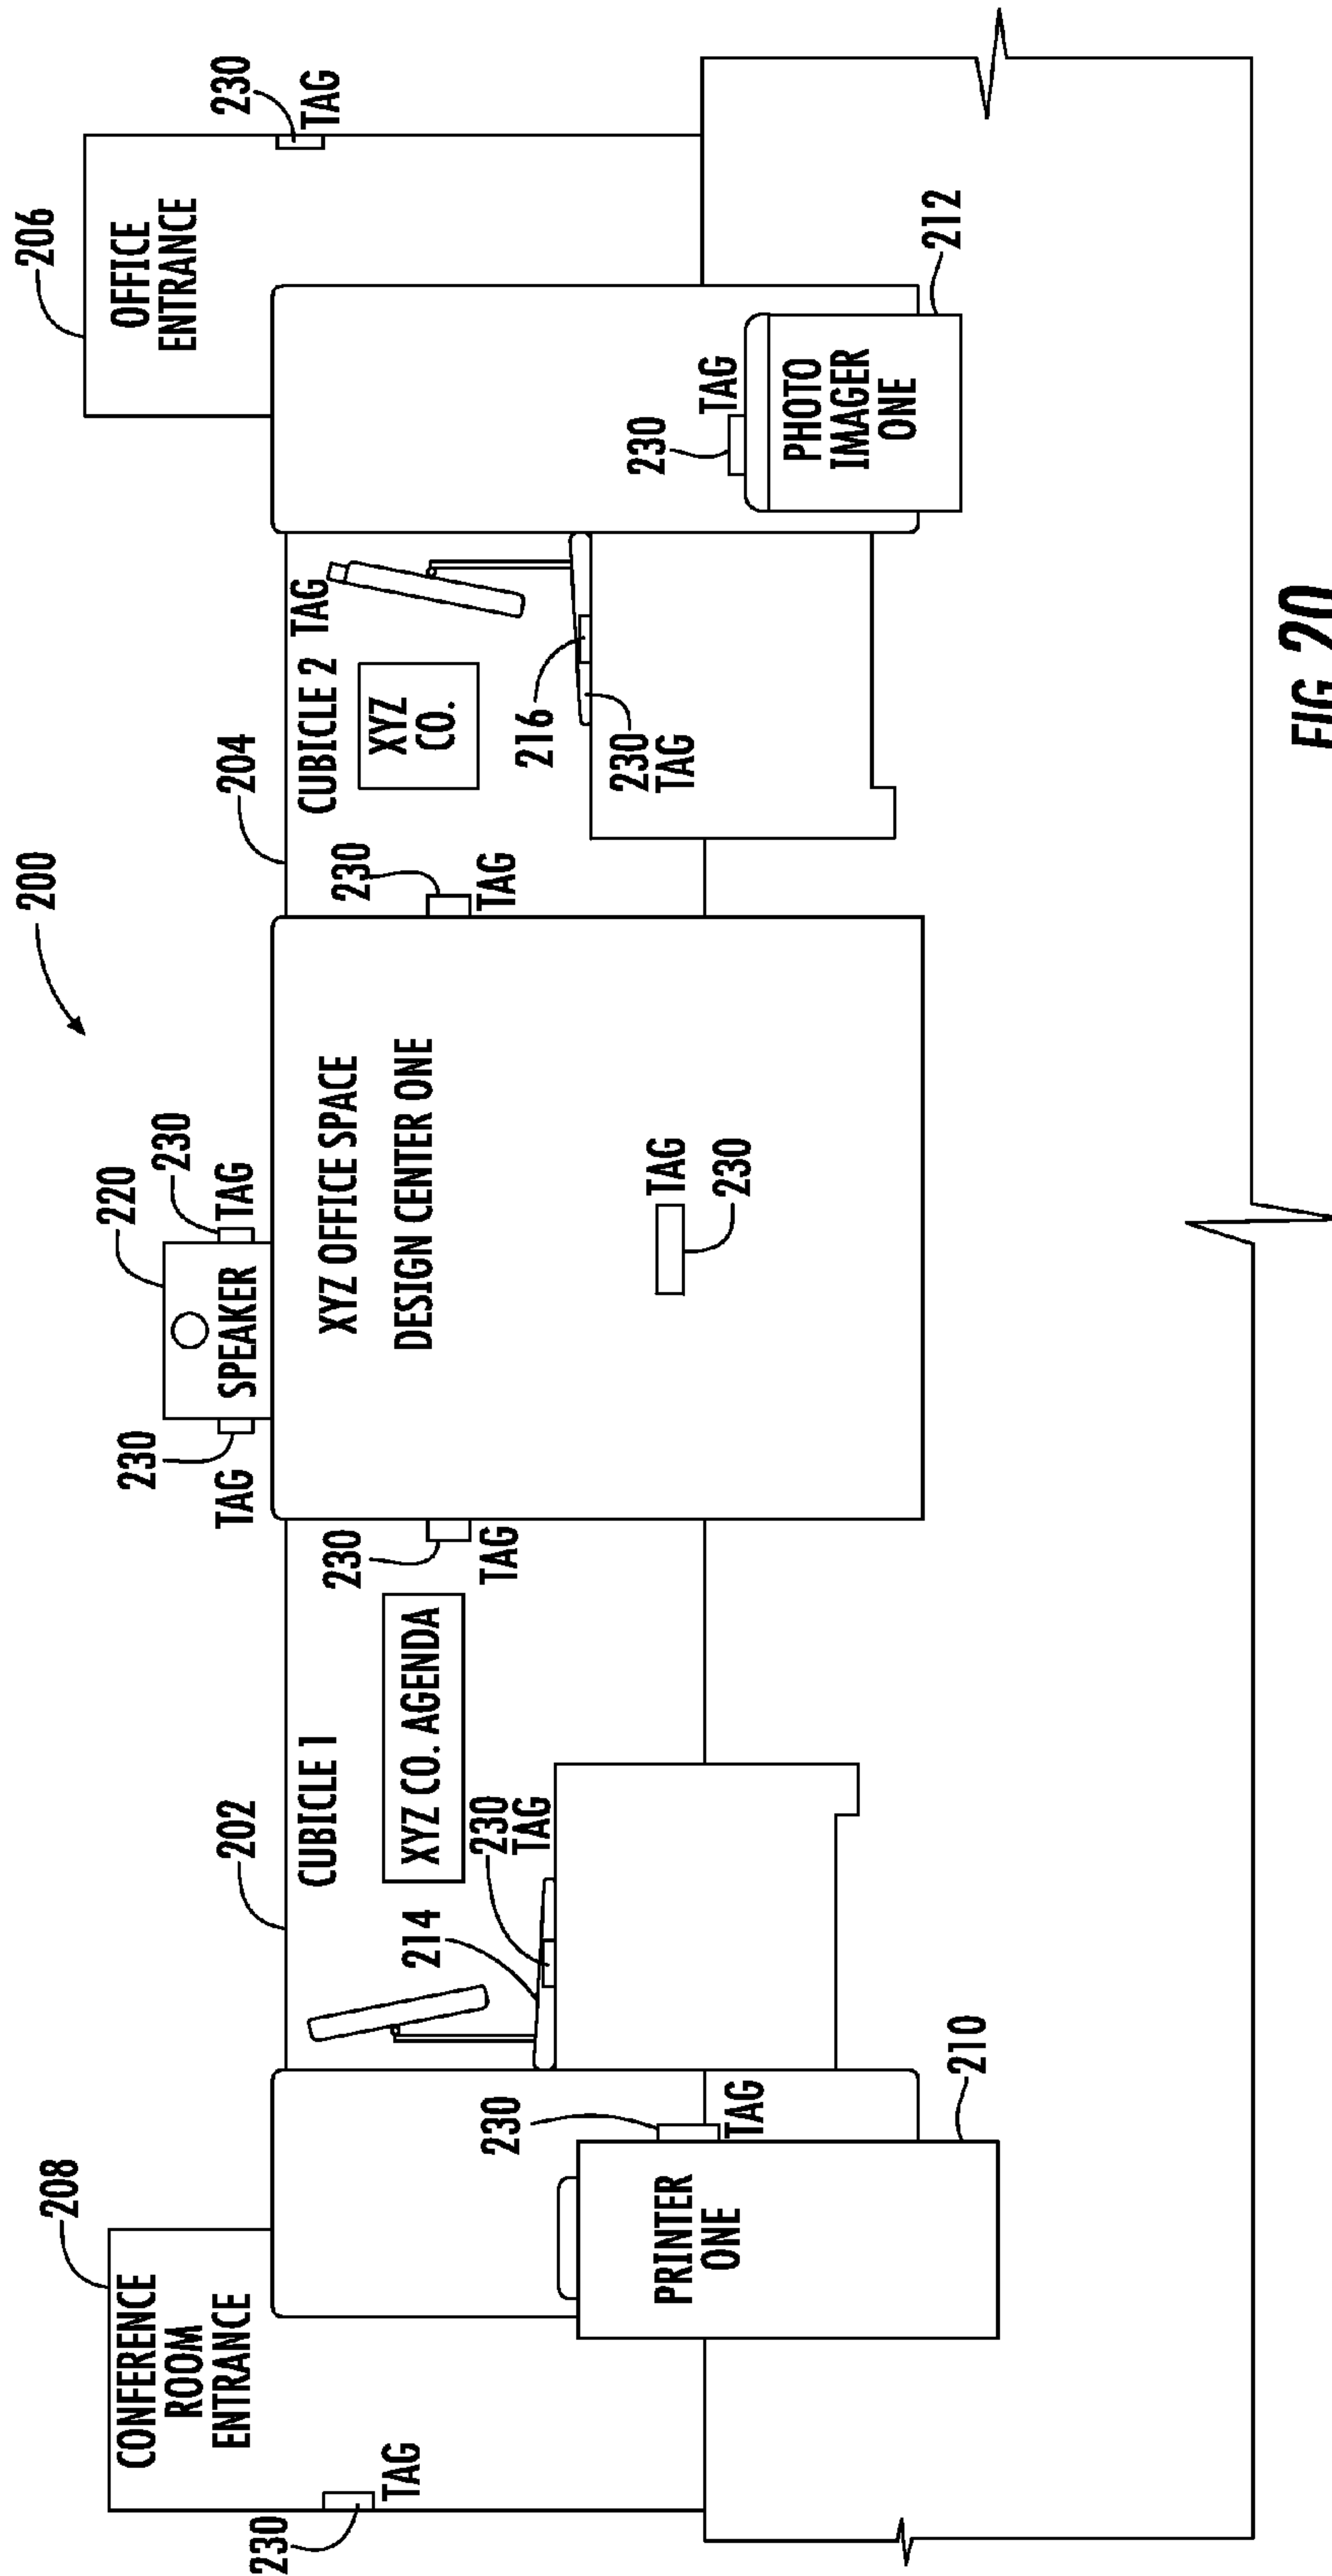 200
208
CONFERENCE
ROOM
ENTRANCE
230
TAG
202
CUBICLE 1
XYZ CO. AGENDA
214
230
TAG
230
TAG
PRINTER
ONE
210
230
TAG
220
SPEAKER
230
TAG
230
TAG
XYZ OFFICE SPACE
DESIGN CENTER ONE
TAG
230
204
230
TAG
CUBICLE 2
TAG
XYZ
CO.
216
230
TAG
206
OFFICE
ENTRANCE
230
TAG
230
TAG
PHOTO
IMAGER
ONE
212
FIG. 20